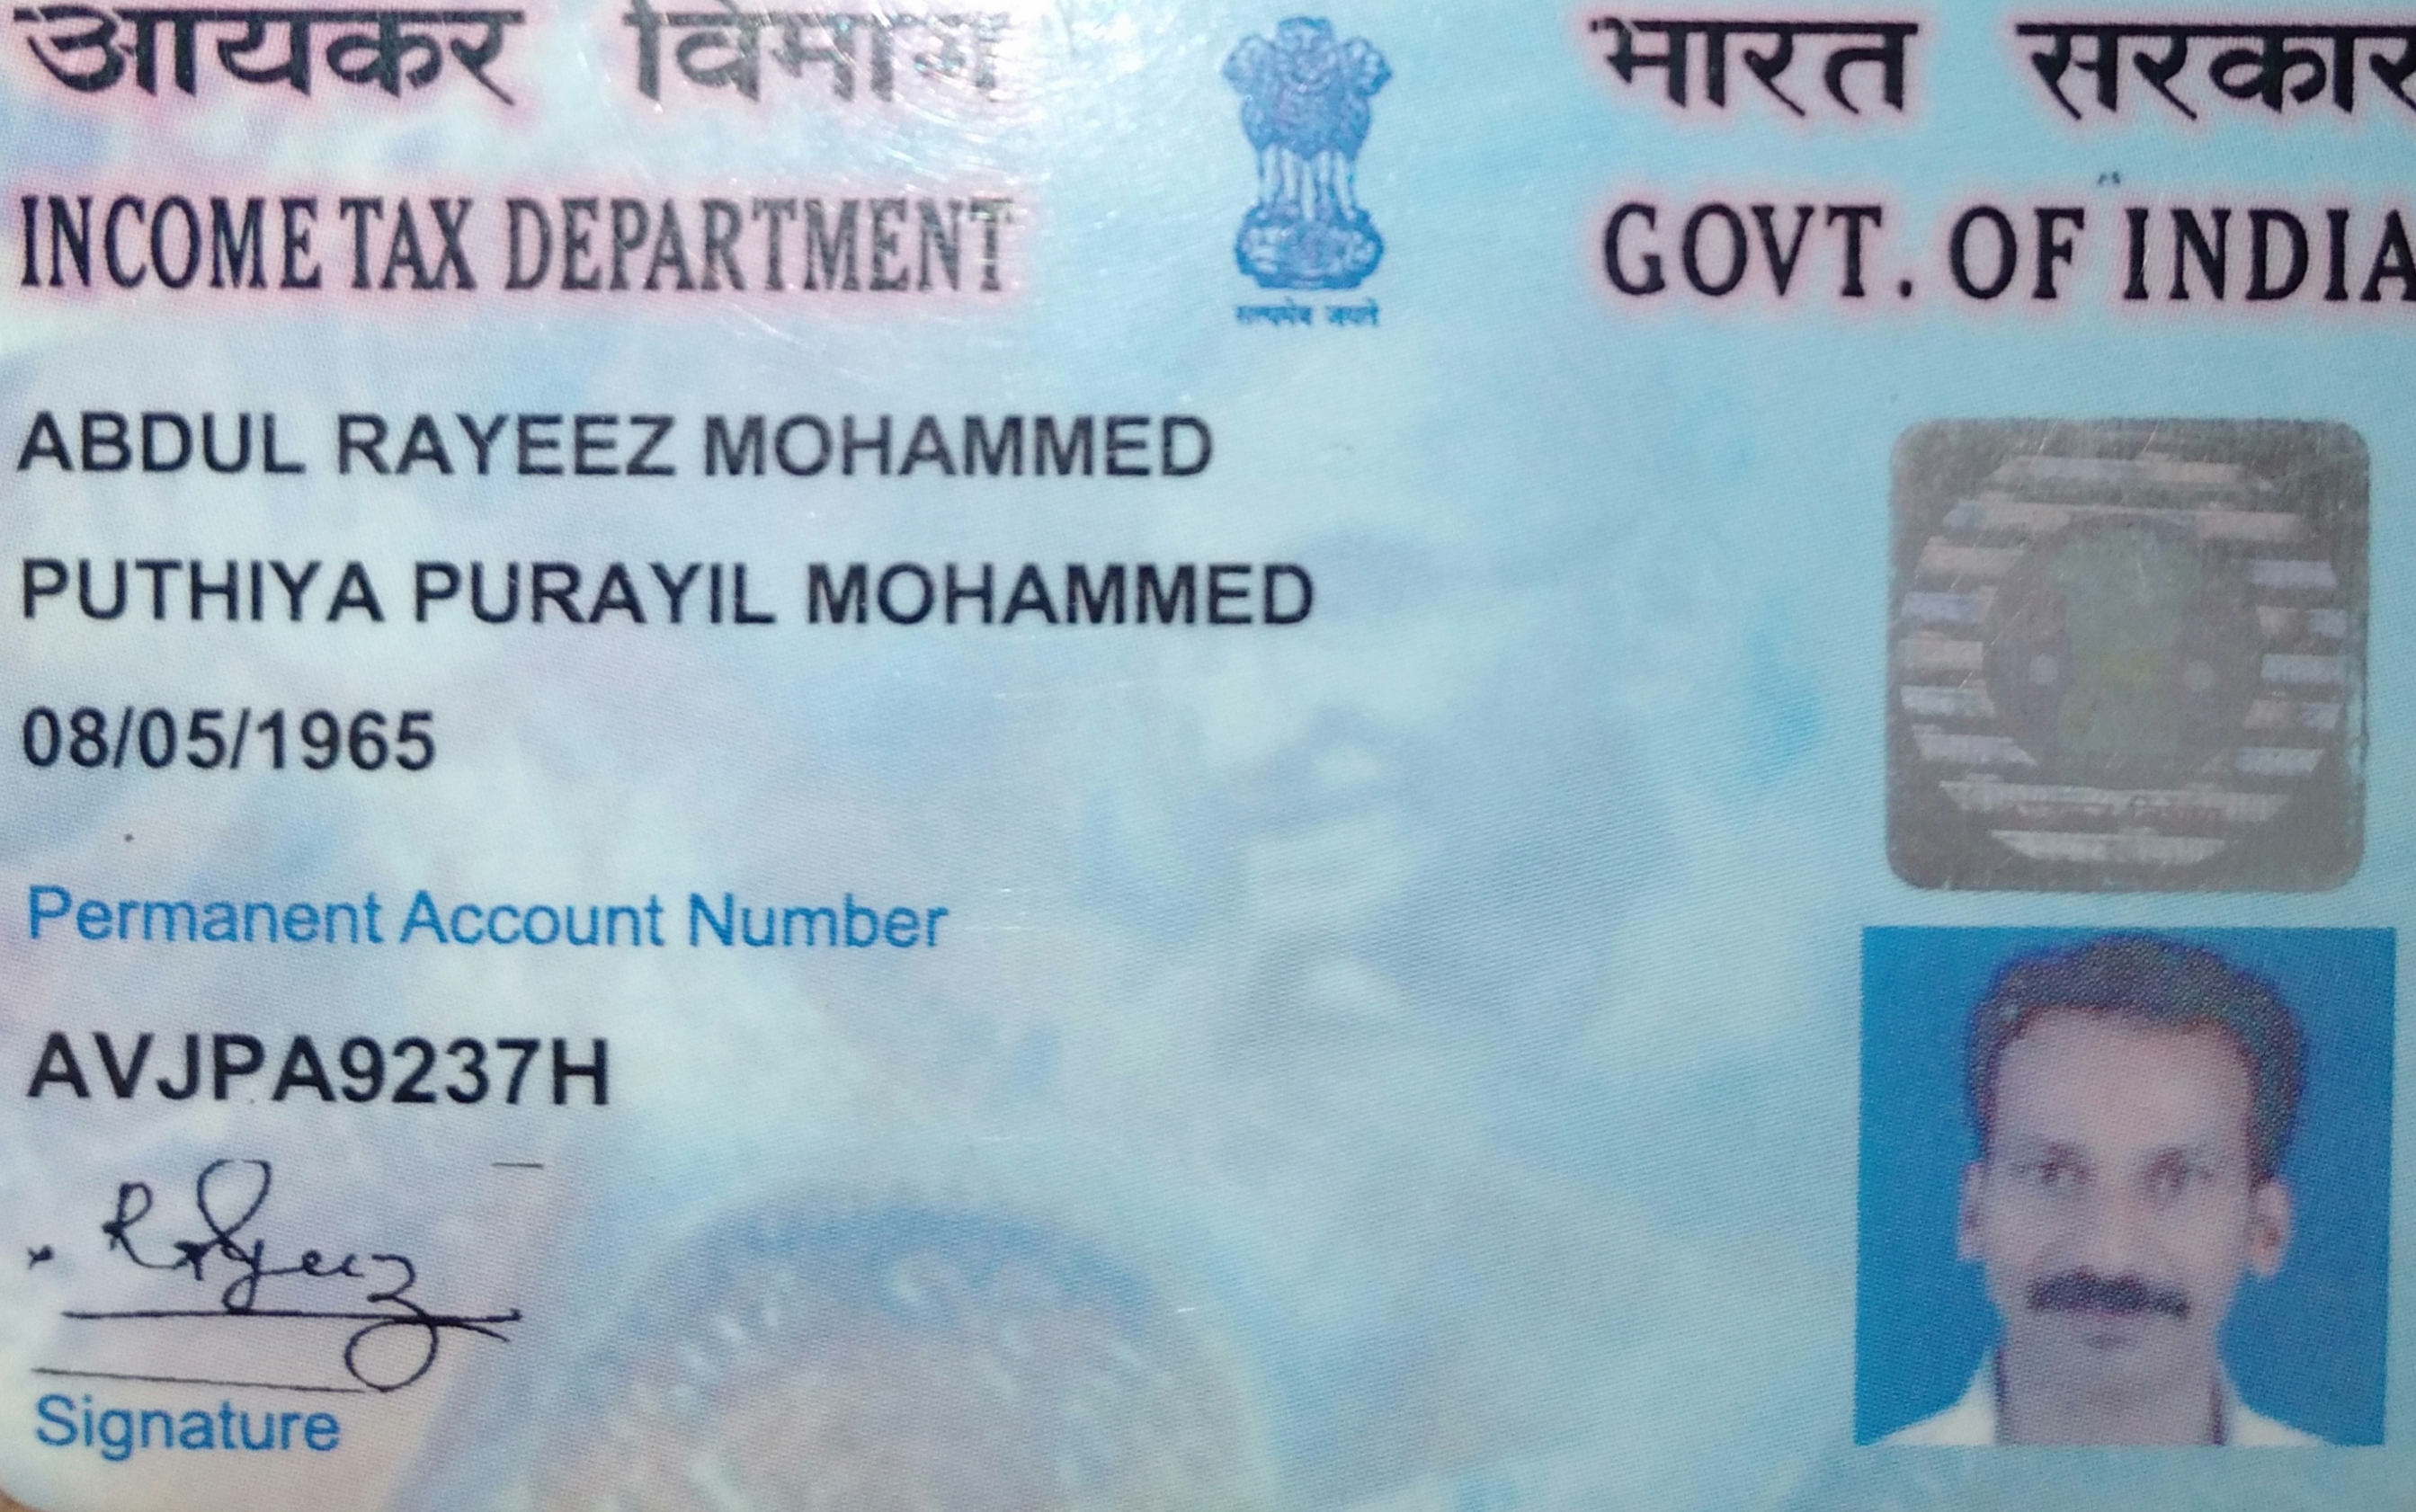 आयकर विभाग
INCOME TAX DEPARTMENT
सत्यमेव जयते
भारत सरकार
GOVT. OF INDIA
ABDUL RAYEEZ MOHAMMED
PUTHIYA PURAYIL MOHAMMED
08/05/1965
Permanent Account Number
AVJPA9237H
Rayeez
Signature